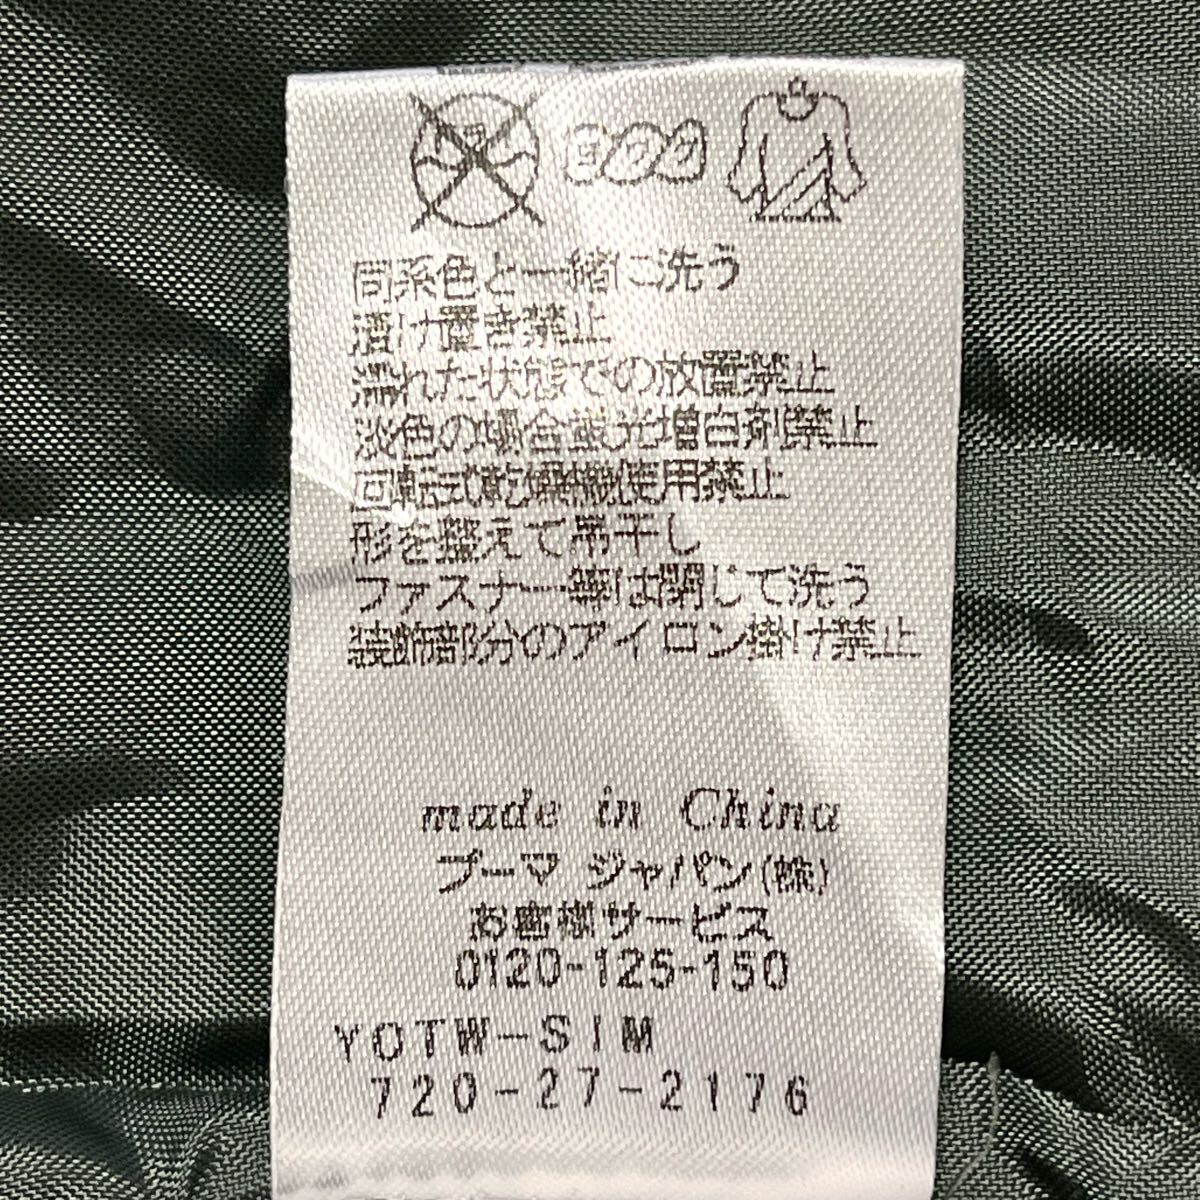 ヨワク
同系色と一緒に洗う
漬け置き禁止
濡れた状態での放置禁止
淡色の場合蛍光増白剤禁止
回転式乾燥機使用禁止
形を整えて吊干し
ファスナー等は閉じて洗う
装飾部分のアイロン掛け禁止
made in China
プーマ ジャパン(株)
お客様サービス
0120-125-150
YOTW-SIM
720-27-2176